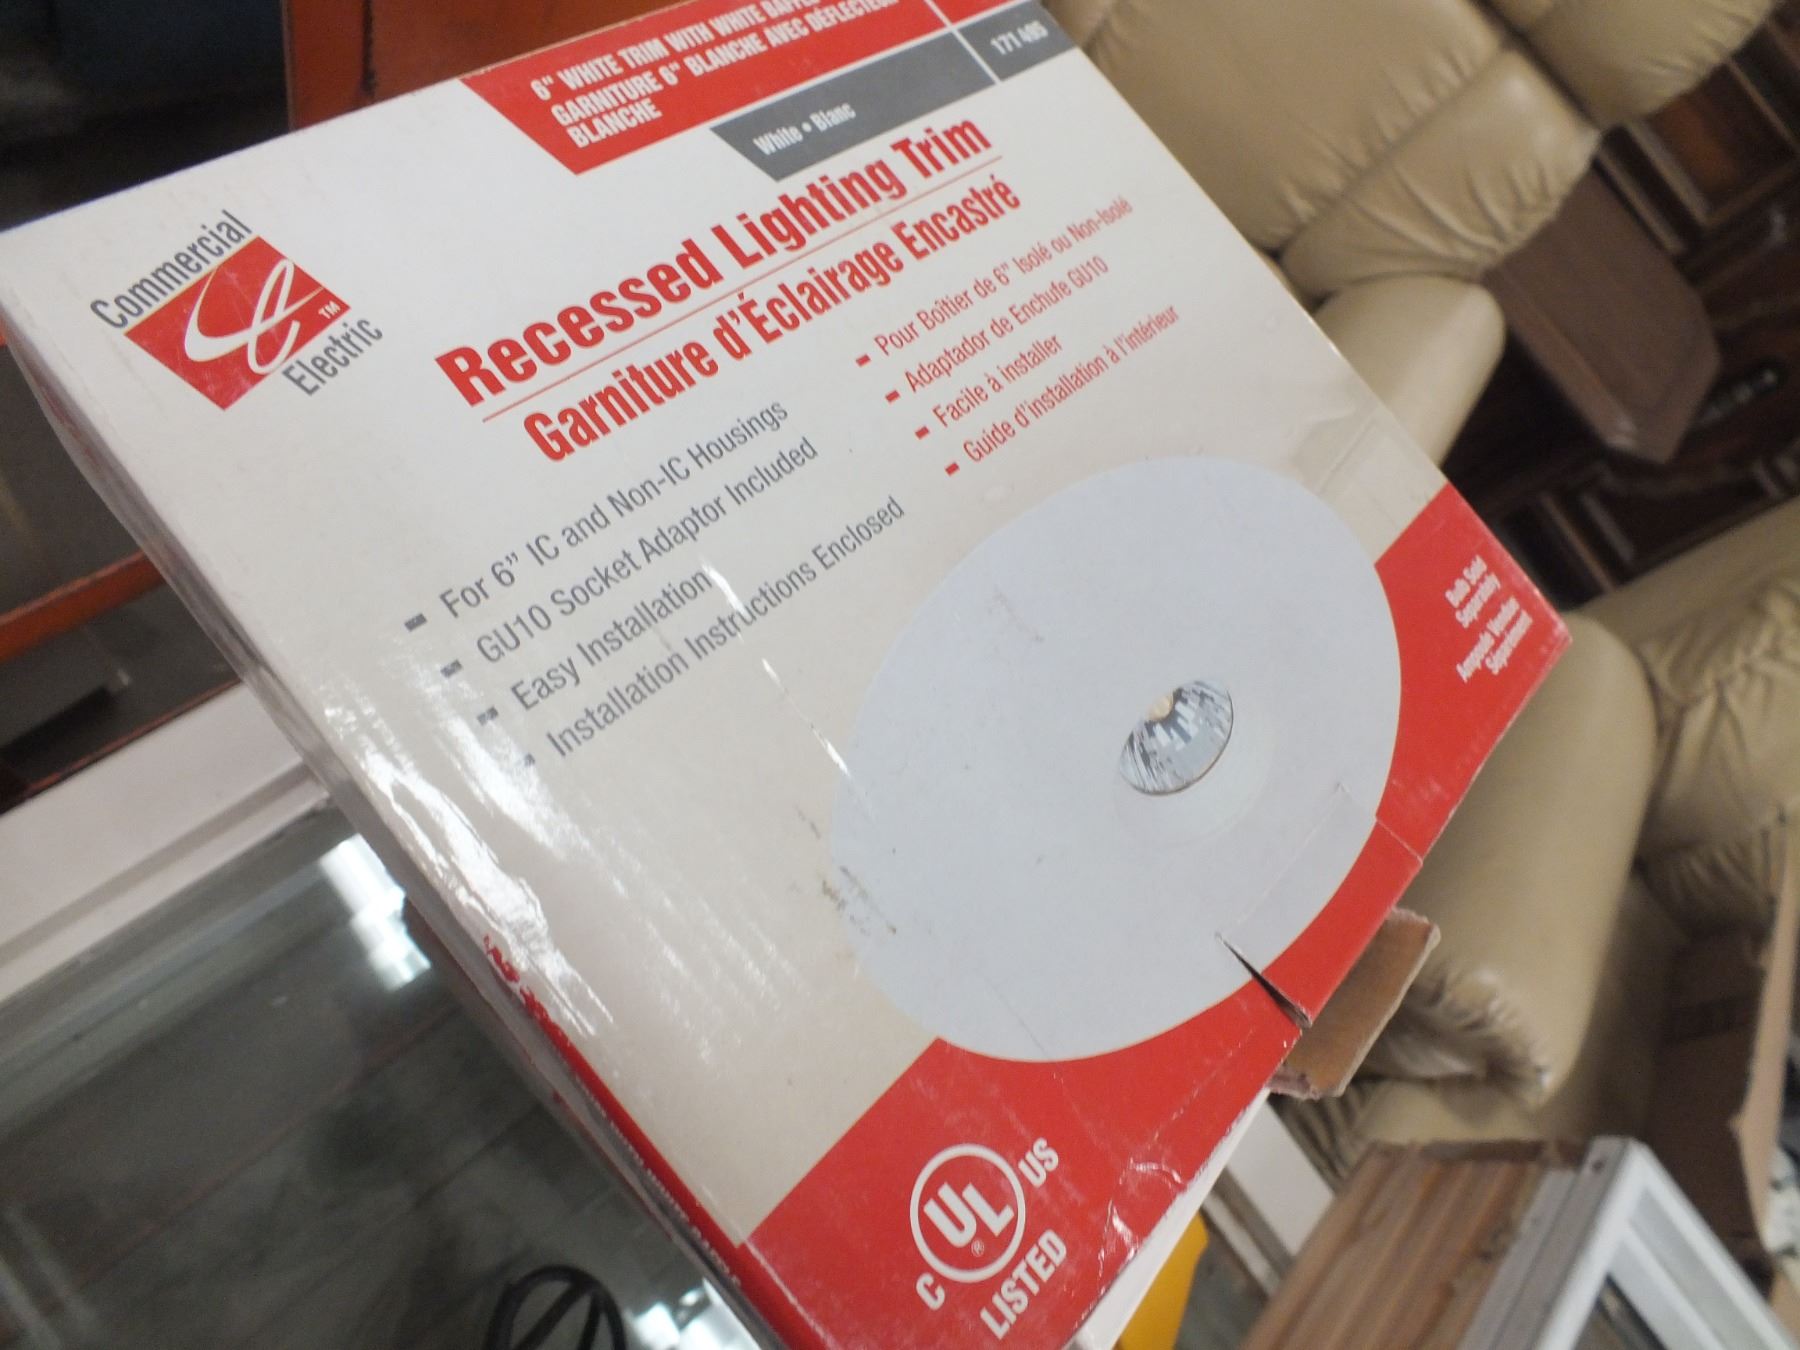 6" WHITE TRIM WITH WHITE
GARNITURE 6" BLANCHE AVEC DÉFLECTEUR
BLANCHE
White • Blanc
171 495
Commercial
TM
Electric
Recessed Lighting Trim
Garniture d'Éclairage Encastré
- For 6" IC and Non-IC Housings
- GU10 Socket Adaptor Included
- Easy Installation
- Installation Instructions Enclosed
- Pour Boîtier de 6" Isolé ou Non-Isolé
- Adaptador de Enchufe GU10
- Facile à installer
- Guide d'installation à l'intérieur
Bulb Sold
Separately
Ampoule Vendue
Séparément
C UL ® US
LISTED